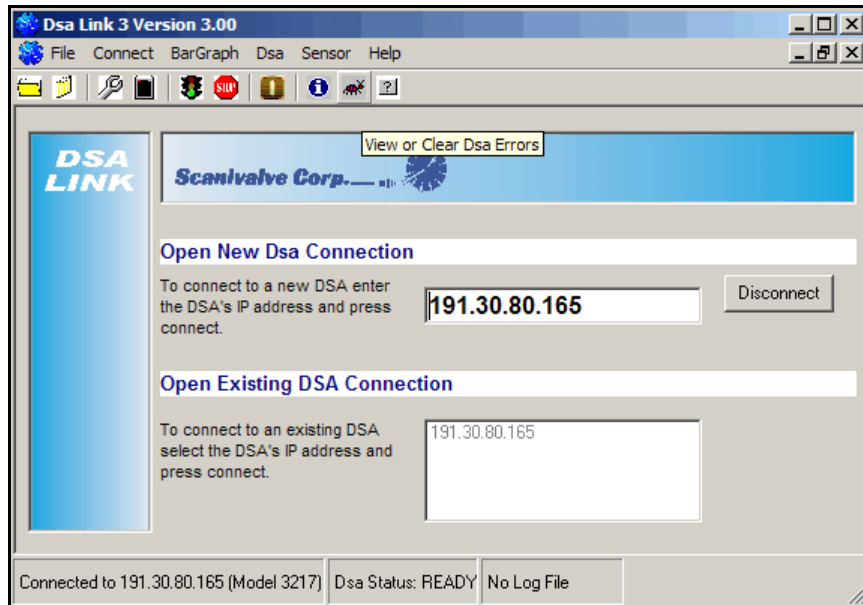 Dsa Link 3 Version 3.00
File Connect BarGraph Dsa Sensor Help
STOP
View or Clear Dsa Errors
DSA
LINK
Scanivalve Corp.
Open New Dsa Connection
To connect to a new DSA enter
the DSA's IP address and press
connect.
191.30.80.165
Disconnect
Open Existing DSA Connection
To connect to an existing DSA
select the DSA's IP address and
press connect.
191.30.80.165
Connected to 191.30.80.165 (Model 3217) Dsa Status: READY No Log File